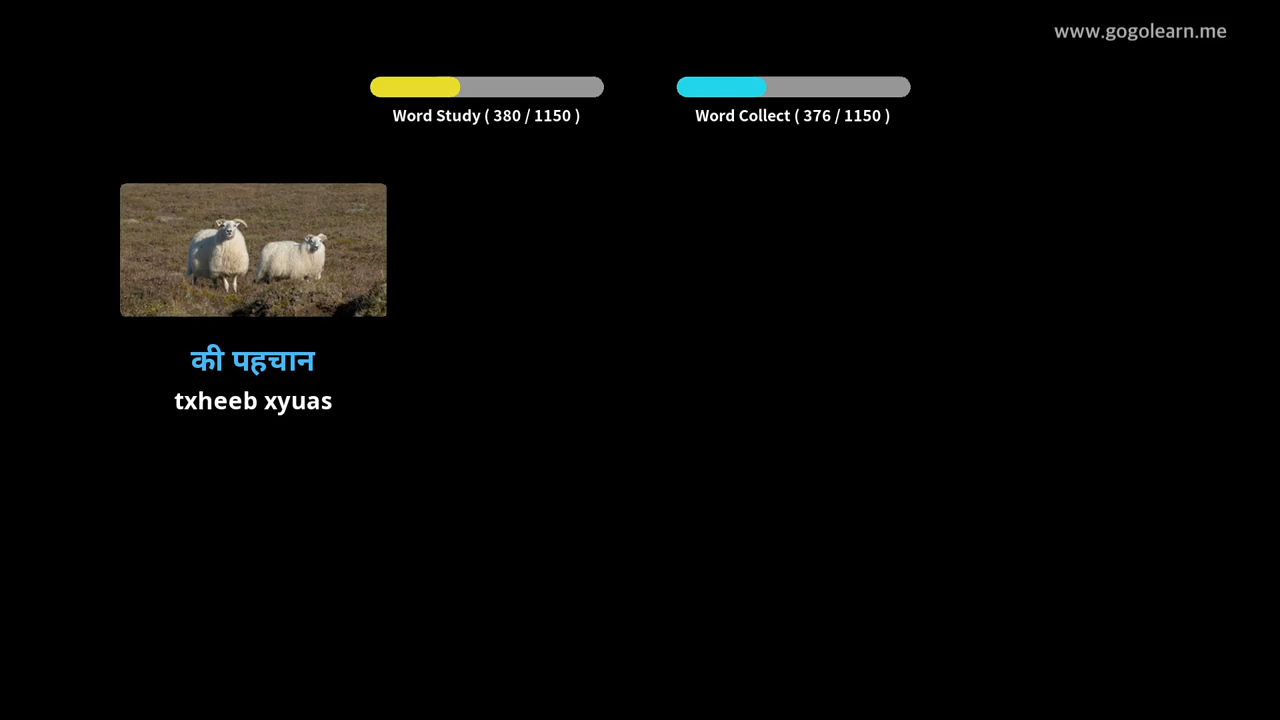 www.gogolearn.me
Word Study ( 380 / 1150 )
Word Collect ( 376 / 1150 )
की पहचान
txheeb xyuas